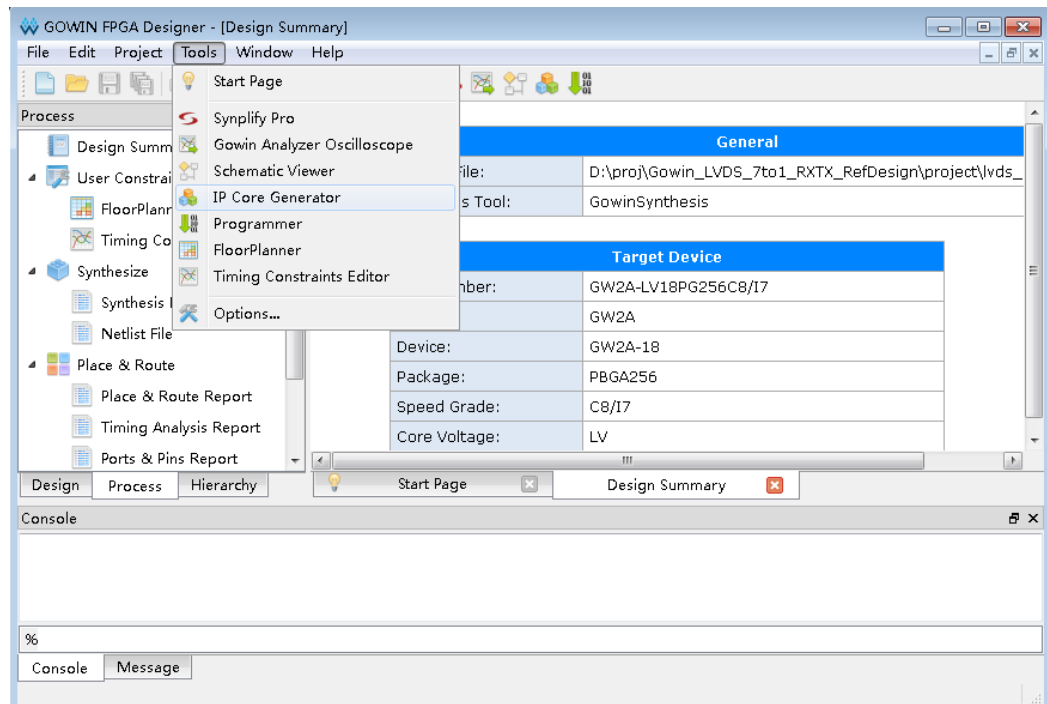 GOWIN FPGA Designer - [Design Summary]
File Edit Project Tools Window Help
Start Page
Synplify Pro
Gowin Analyzer Oscilloscope
Schematic Viewer
IP Core Generator
Programmer
FloorPlanner
Timing Constraints Editor
Options...
Process
Design Summ
User Constrai
FloorPlanr
Timing Co
Synthesize
Synthesis
Netlist File
Place & Route
Place & Route Report
Timing Analysis Report
Ports & Pins Report
General
File: D:\proj\Gowin_LVDS_7to1_RXTX_RefDesign\project\lvds_
s Tool: GowinSynthesis
Target Device
nber: GW2A-LV18PG256C8/I7
GW2A
Device: GW2A-18
Package: PBGA256
Speed Grade: C8/I7
Core Voltage: LV
Design Process Hierarchy Start Page Design Summary
Console
%
Console Message